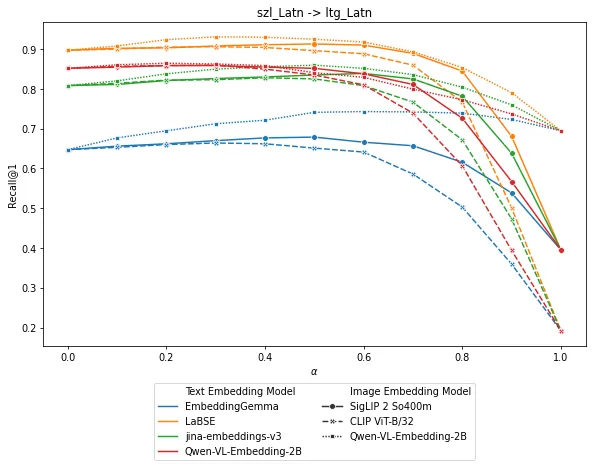 szl_Latn -> ltg_Latn
Recall@1
0.9
0.8
0.7
0.6
0.5
0.4
0.3
0.2
0.0 0.2 0.4 0.6 0.8 1.0
α
Text Embedding Model
EmbeddingGemma
LaBSE
jina-embeddings-v3
Qwen-VL-Embedding-2B
Image Embedding Model
SigLIP 2 So400m
CLIP ViT-B/32
Qwen-VL-Embedding-2B